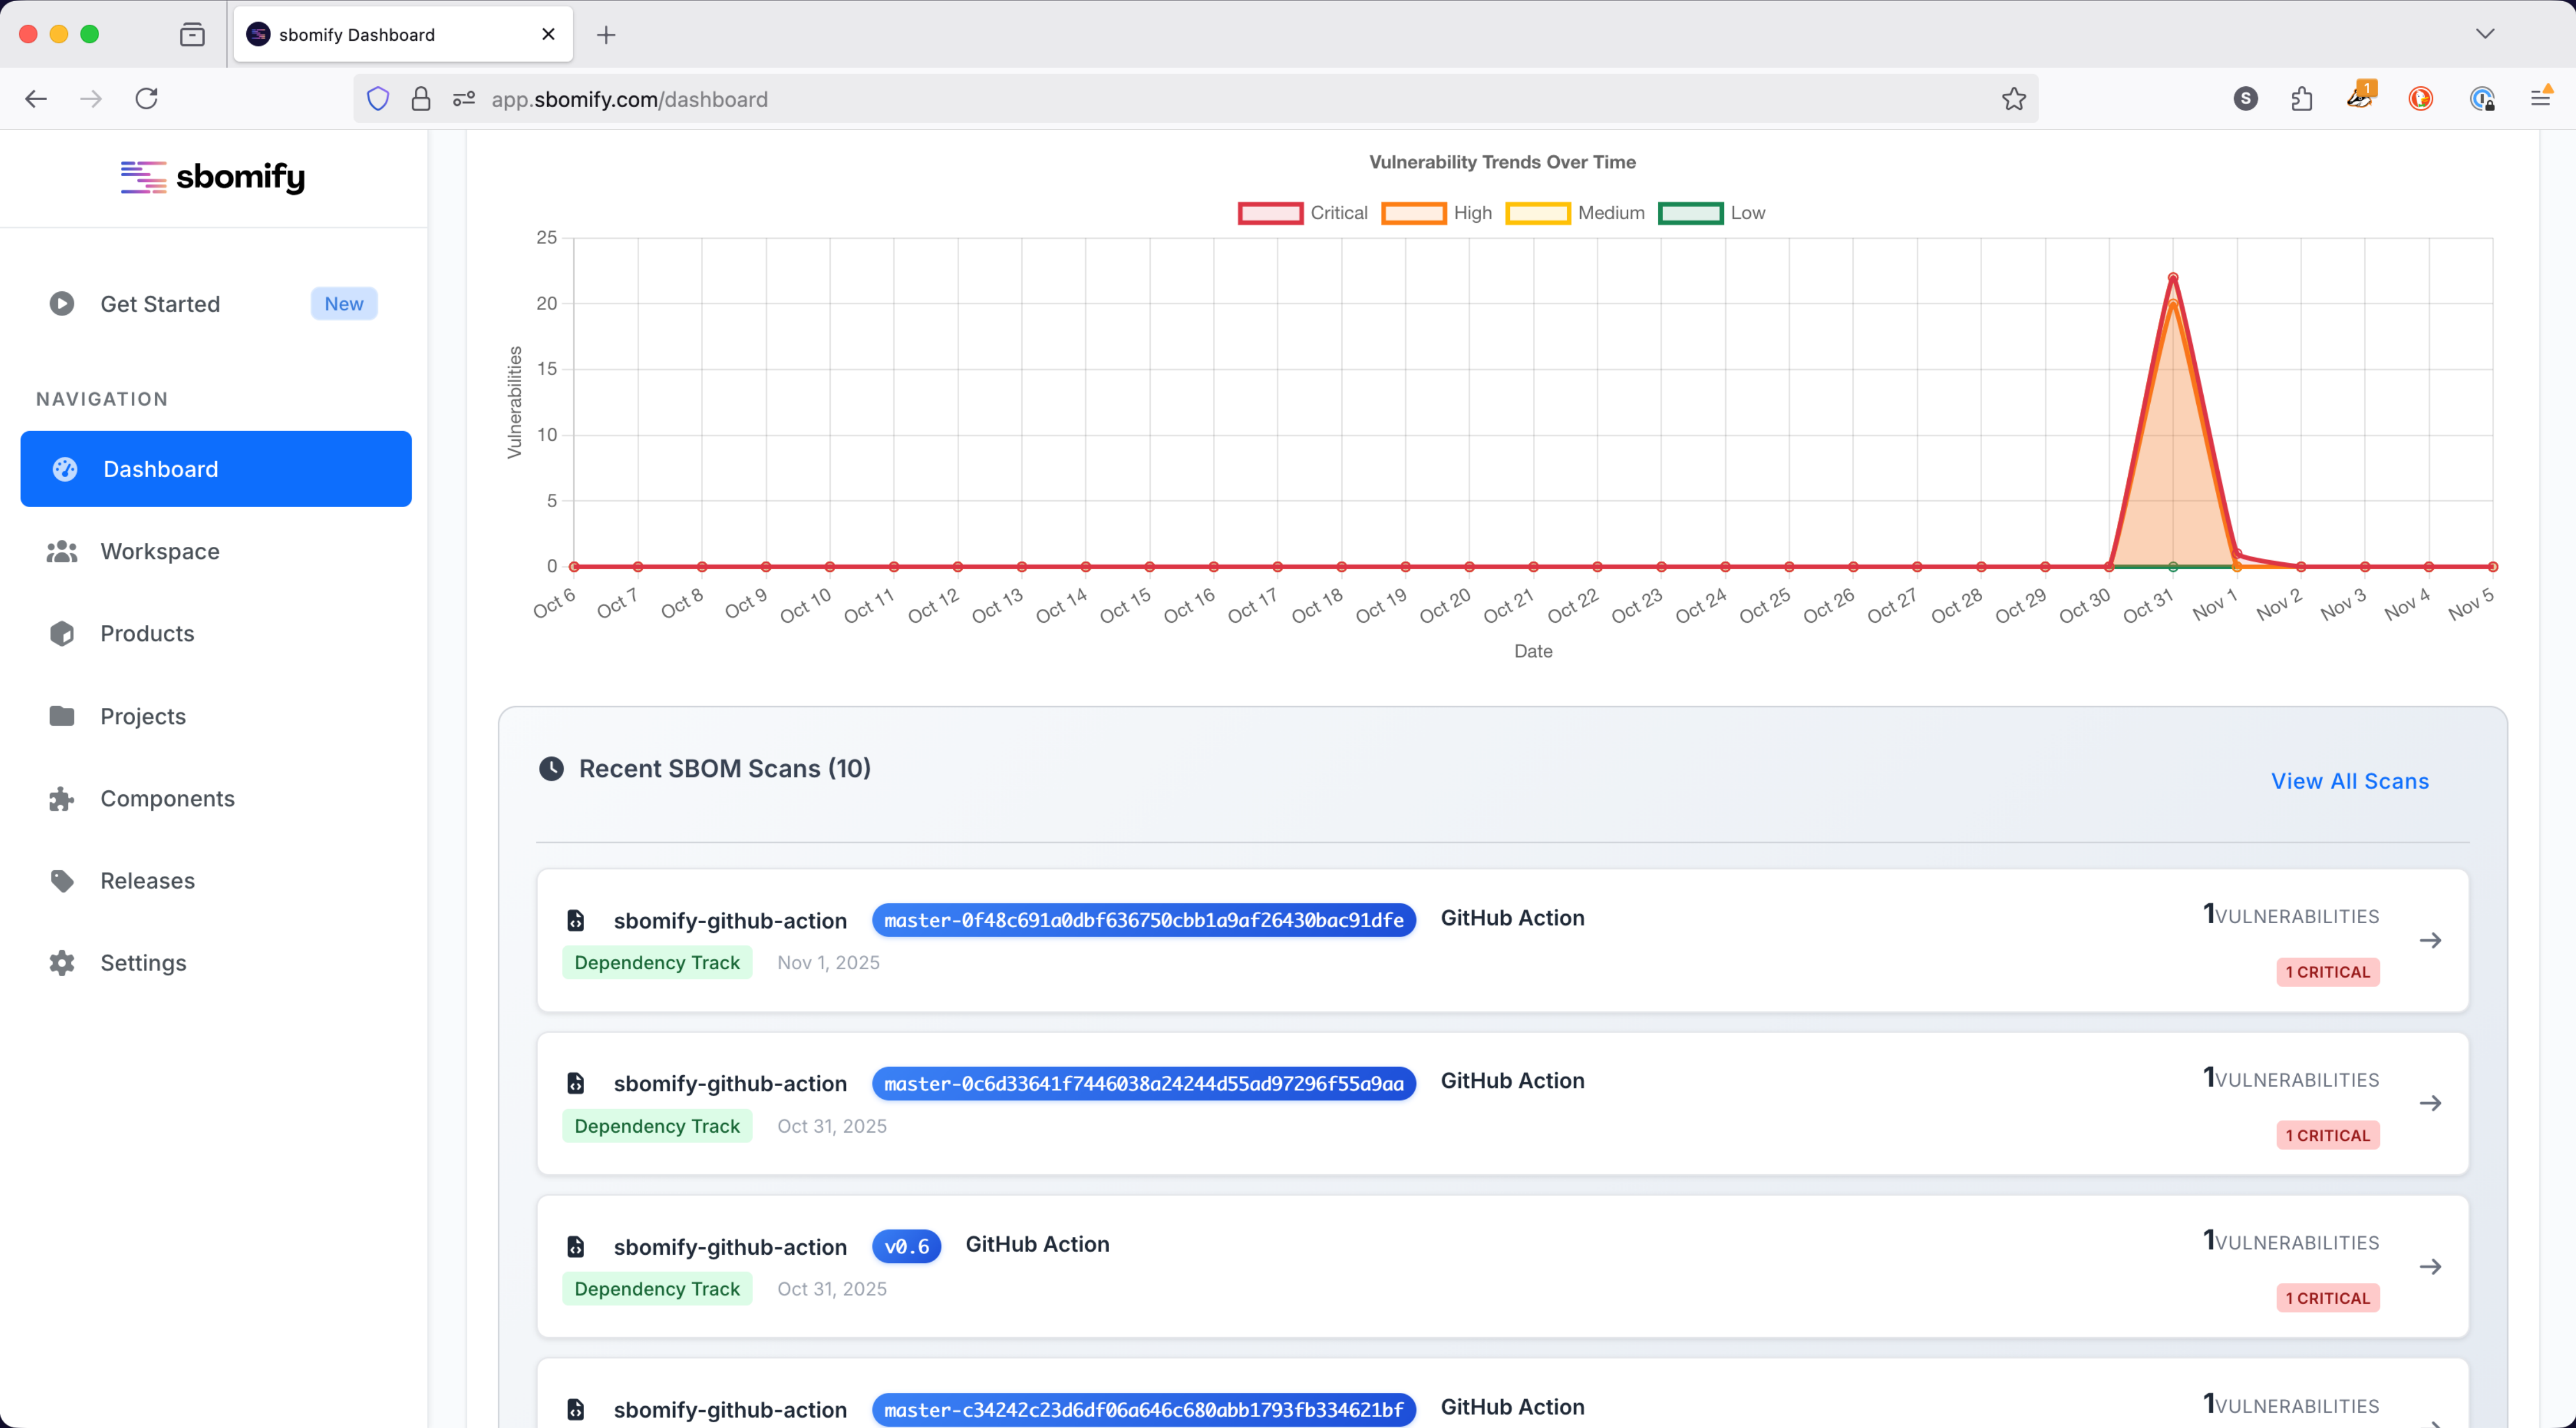 sbomify Dashboard
app.sbomify.com/dashboard
S
1
sbomify
Get Started
New
NAVIGATION
Dashboard
Workspace
Products
Projects
Components
Releases
Settings
Vulnerability Trends Over Time
Critical High Medium Low
25
20
15
10
5
0
Vulnerabilities
Oct 6 Oct 7 Oct 8 Oct 9 Oct 10 Oct 11 Oct 12 Oct 13 Oct 14 Oct 15 Oct 16 Oct 17 Oct 18 Oct 19 Oct 20 Oct 21 Oct 22 Oct 23 Oct 24 Oct 25 Oct 26 Oct 27 Oct 28 Oct 29 Oct 30 Oct 31 Nov 1 Nov 2 Nov 3 Nov 4 Nov 5
Date
Recent SBOM Scans (10)
View All Scans
sbomify-github-action master-0f48c691a0dbf636750cbb1a9af26430bac91dfe GitHub Action
1VULNERABILITIES
Dependency Track Nov 1, 2025
1 CRITICAL
sbomify-github-action master-0c6d33641f7446038a24244d55ad97296f55a9aa GitHub Action
1VULNERABILITIES
Dependency Track Oct 31, 2025
1 CRITICAL
sbomify-github-action v0.6 GitHub Action
1VULNERABILITIES
Dependency Track Oct 31, 2025
1 CRITICAL
sbomify-github-action master-c34242c23d6df06a646c680abb1793fb334621bf GitHub Action
1VULNERABILITIES